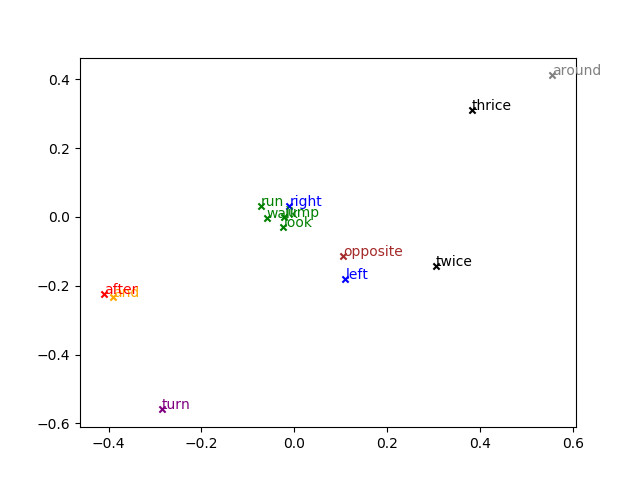 around
0.4
thrice
0.2
run
right
walk
jump
0.0
look
opposite
twice
left
−0.2
after
and
−0.4
turn
−0.6
−0.4
−0.2
0.0
0.2
0.4
0.6